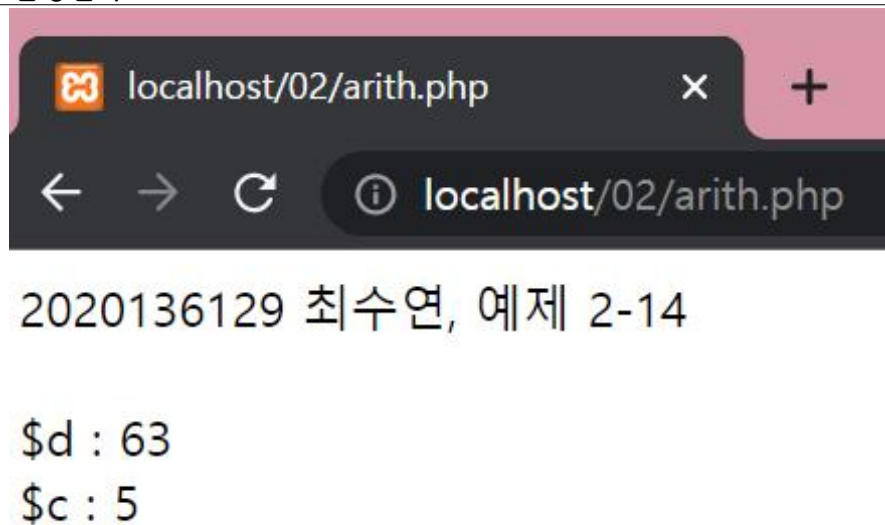 localhost/02/arith.php
localhost/02/arith.php
2020136129 최수연, 예제 2-14
$d : 63
$c : 5